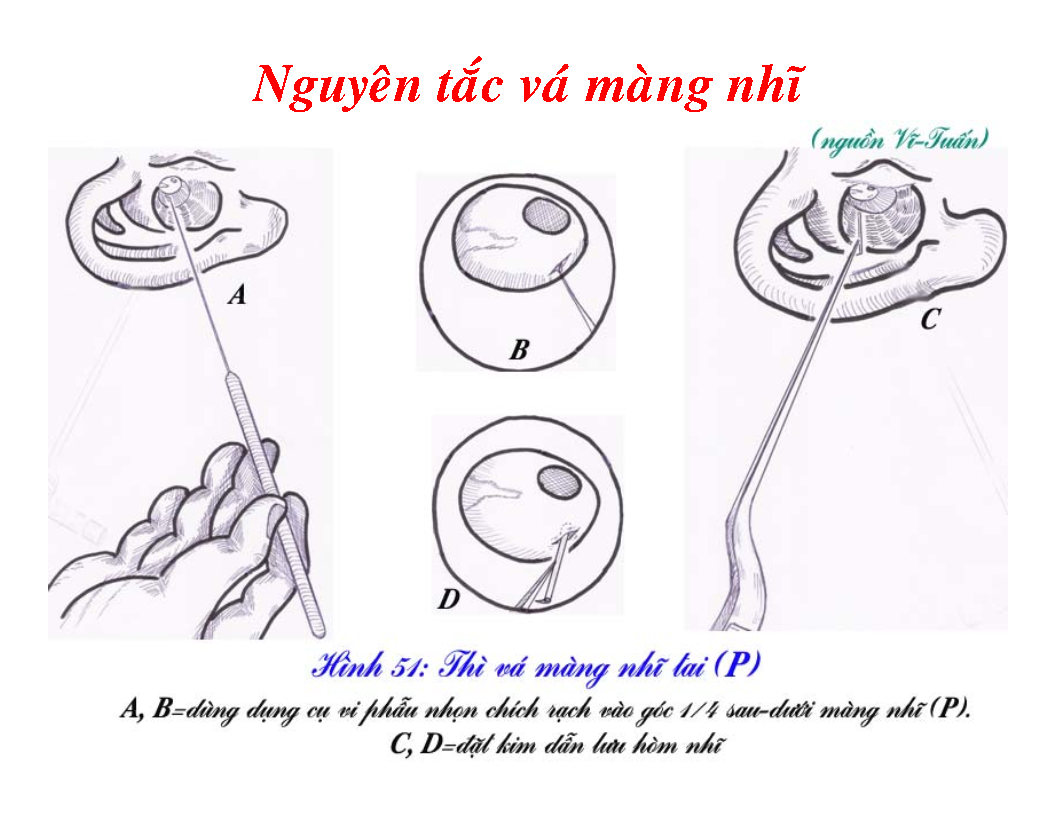 Nguyên tắc vá màng nhĩ
(nguồn Vĩ-Tuấn)
A
B
C
D
Hình 51: Thì vá màng nhĩ tai (P)
A, B=dùng dụng cụ vi phẫu nhọn chích rạch vào góc 1/4 sau-dưới màng nhĩ (P).
C, D=đặt kim dẫn lưu hòm nhĩ